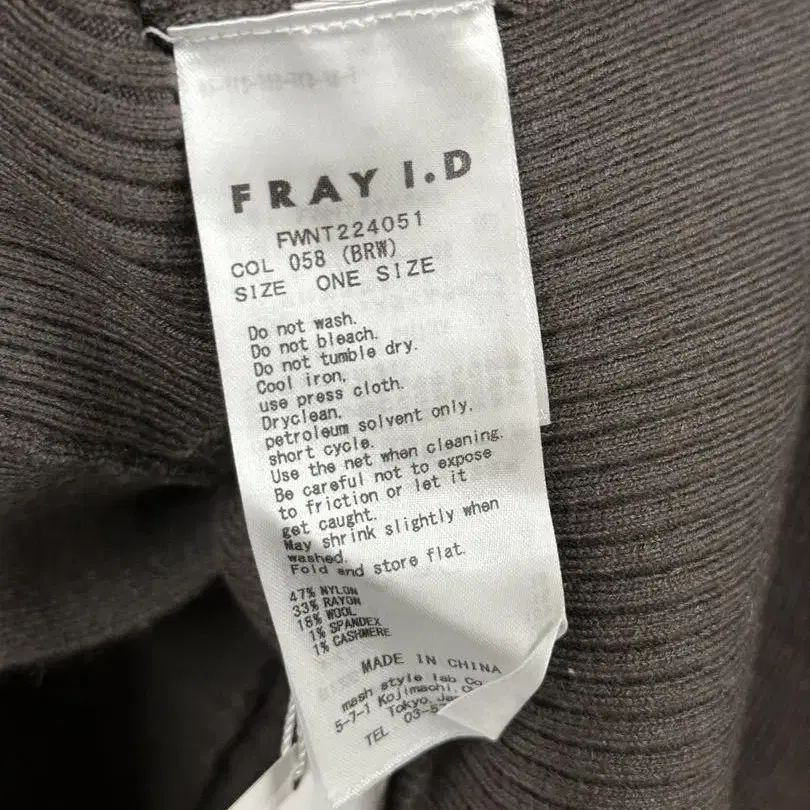 FRAY I.D
FWNT224051
COL 058 (BRW)
SIZE ONE SIZE
Do not wash.
Do not bleach.
Do not tumble dry.
Cool iron,
use press cloth.
Dryclean,
petroleum solvent only,
short cycle.
Use the net when cleaning.
Be careful not to expose
to friction or let it
get caught.
May shrink slightly when
washed.
Fold and store flat.
47% NYLON
33% RAYON
18% WOOL
1% SPANDEX
1% CASHMERE
MADE IN CHINA
mash style lab Co
5-7-1 Kojimachi,
Tokyo,
TEL 03-5